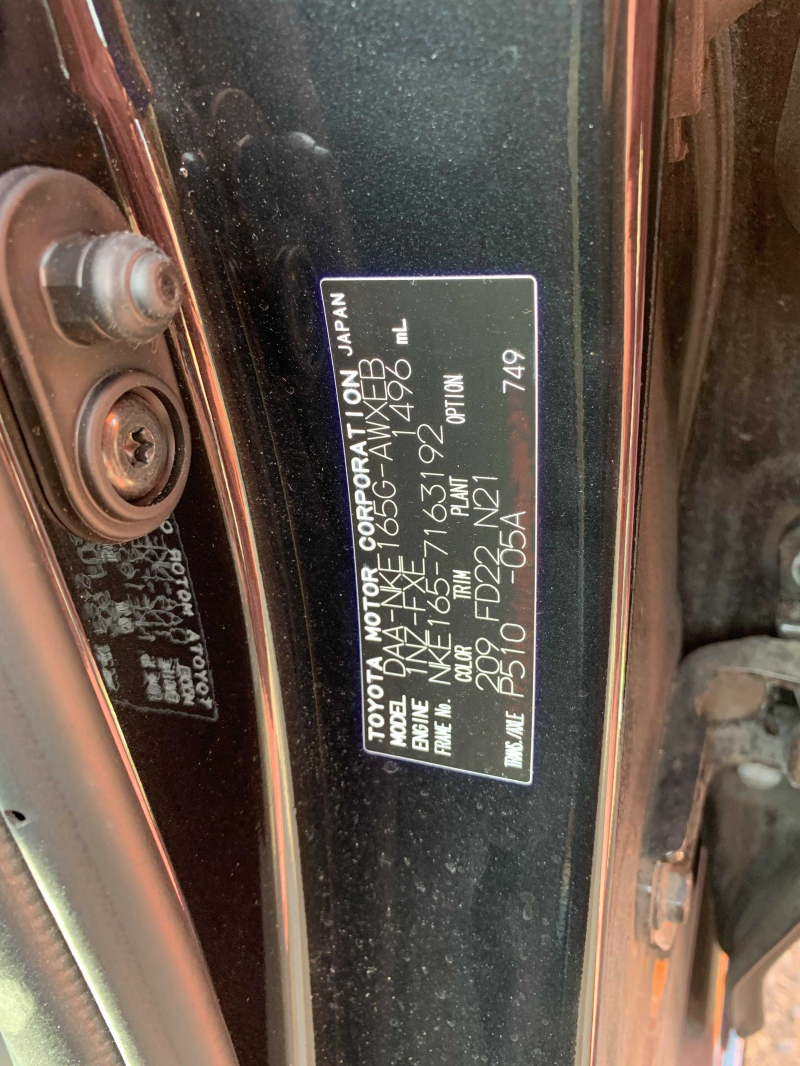 TOYOTA MOTOR CORPORATION JAPAN
MODEL DAA-NKE165G-AWXEB
ENGINE 1NZ-FXE 1496 mL
FRAME No. NKE165-7163192
COLOR TRIM PLANT OPTION
209 FD22 N21
TRANS./AXLE P510 -05A 749